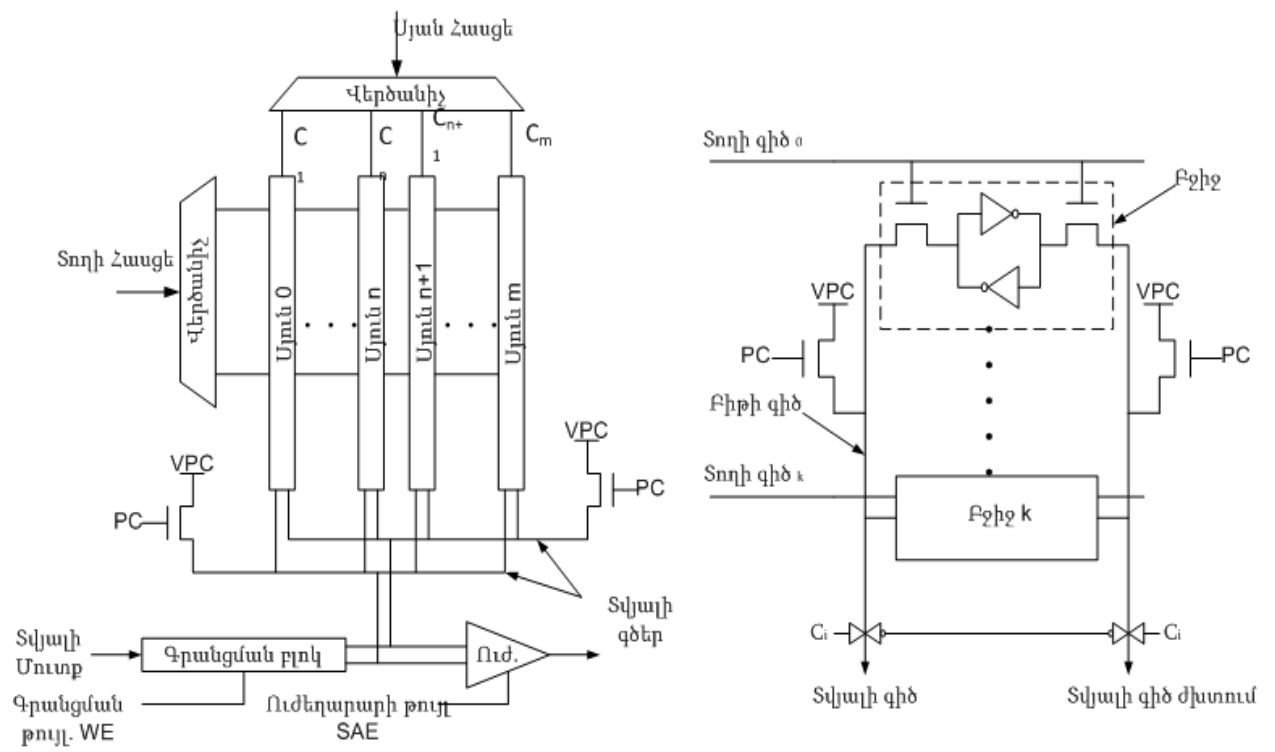 Սյան Հասցե
Վերծանիչ
C
1
C
n
Cn+
1
Cm
Տողի Հասցե
Վերծանիչ
Սյուն 0
Սյուն n
Սյուն n+1
Սյուն m
VPC
PC
VPC
PC
Տվյալի
գծեր
Տվյալի
Մուտք
Գրանցման բլոկ
Ուժ.
Գրանցման
թույլ. WE
Ուժեղարարի թույլ
SAE
Տողի գիծ 0
Բջիջ
VPC
PC
VPC
PC
Բիթի գիծ
Տողի գիծ k
Բջիջ k
Ci
Ci
Տվյալի գիծ
Տվյալի գիծ ժխտում